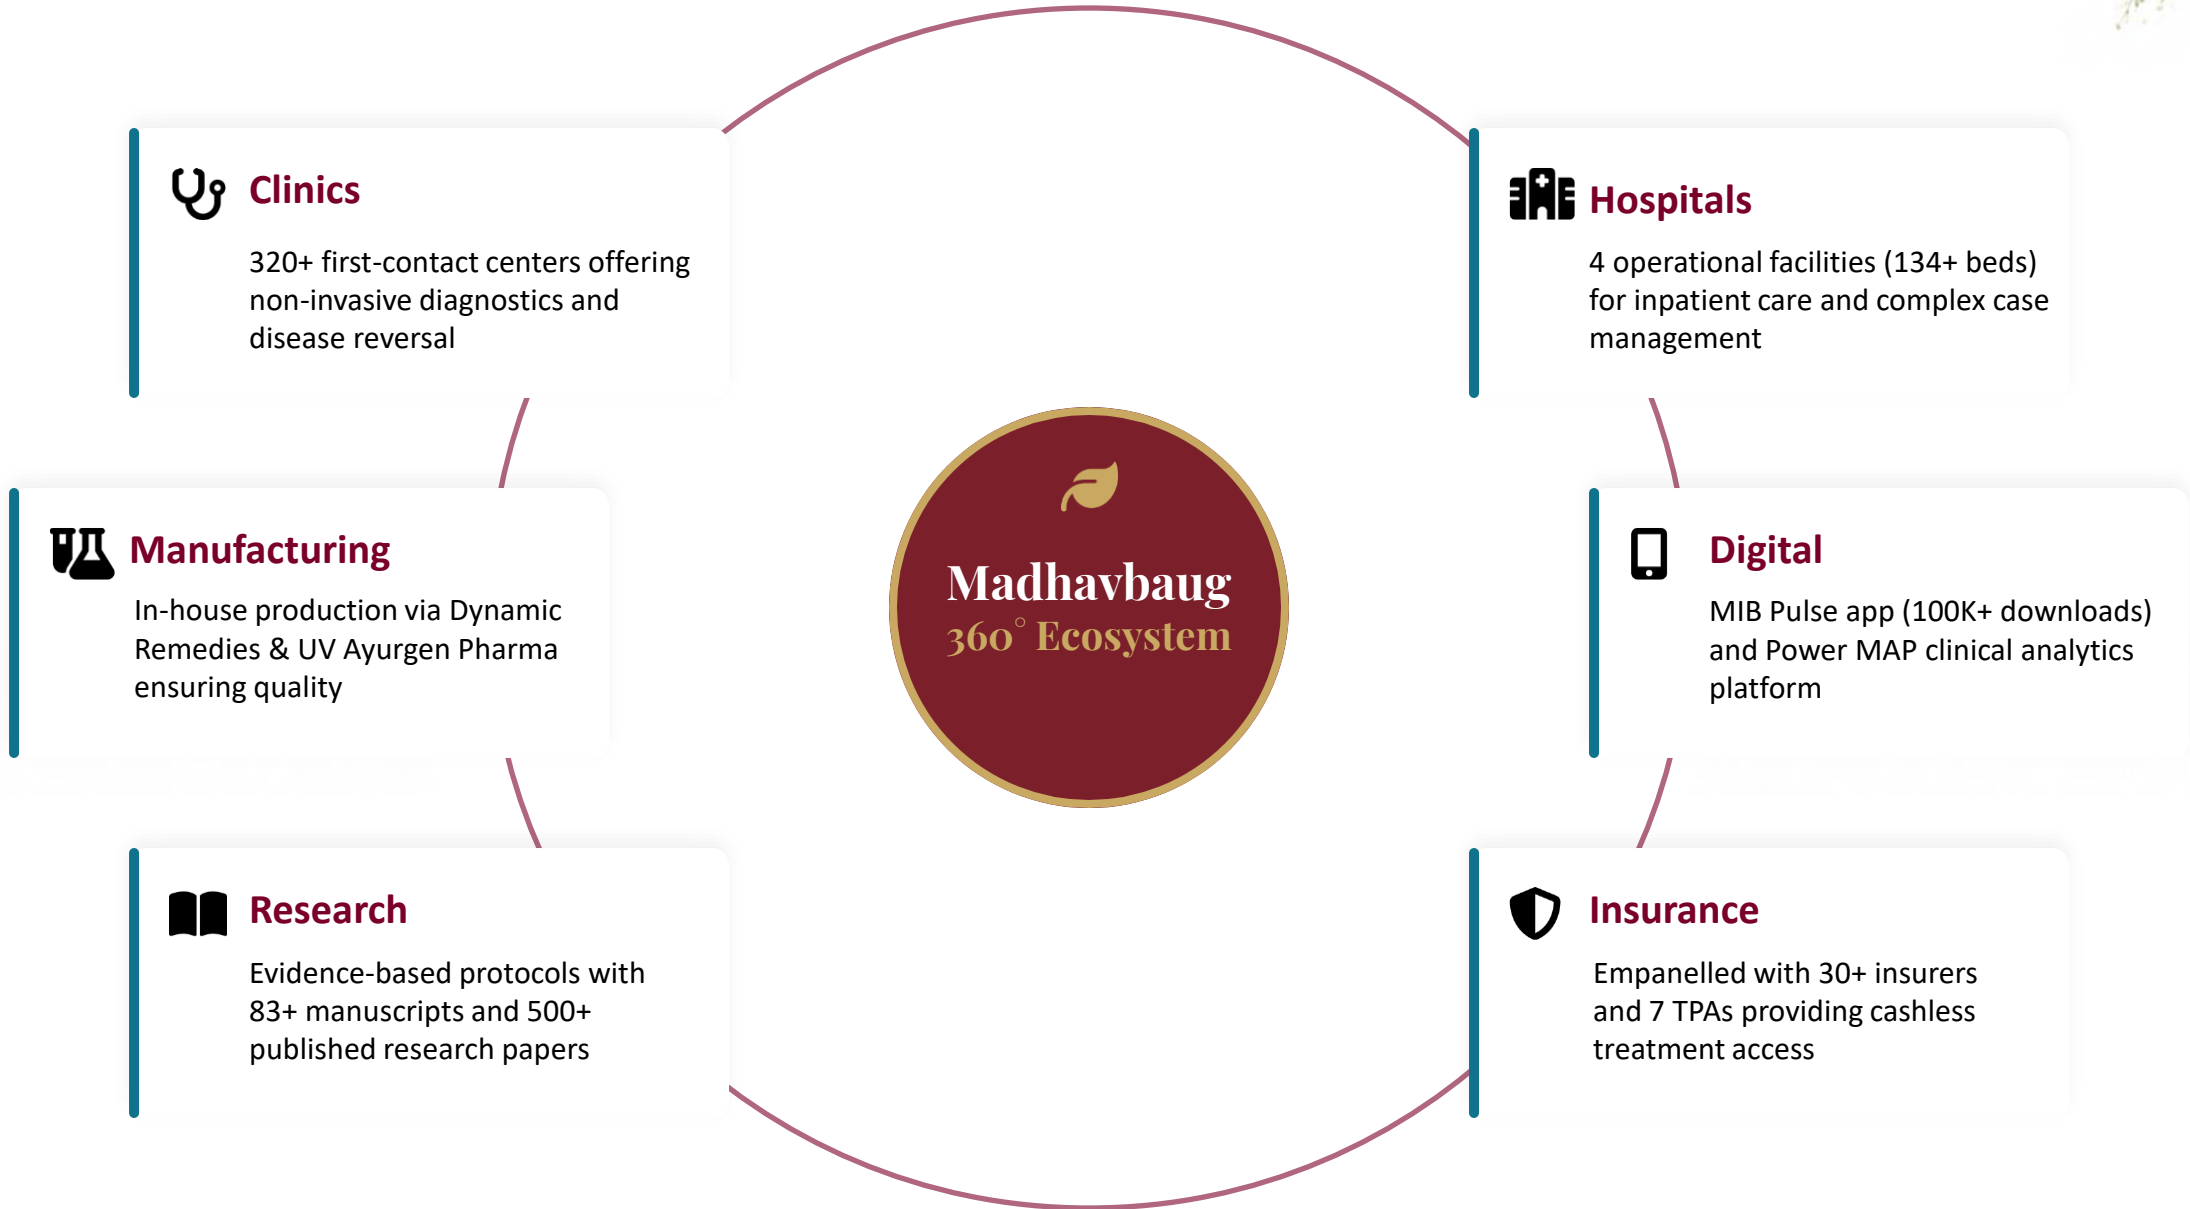 Clinics
320+ first-contact centers offering
non-invasive diagnostics and
disease reversal
Hospitals
4 operational facilities (134+ beds)
for inpatient care and complex case
management
Manufacturing
In-house production via Dynamic
Remedies & UV Ayurgen Pharma
ensuring quality
Madhavbaug
360° Ecosystem
Digital
MIB Pulse app (100K+ downloads)
and Power MAP clinical analytics
platform
Research
Evidence-based protocols with
83+ manuscripts and 500+
published research papers
Insurance
Empanelled with 30+ insurers
and 7 TPAs providing cashless
treatment access